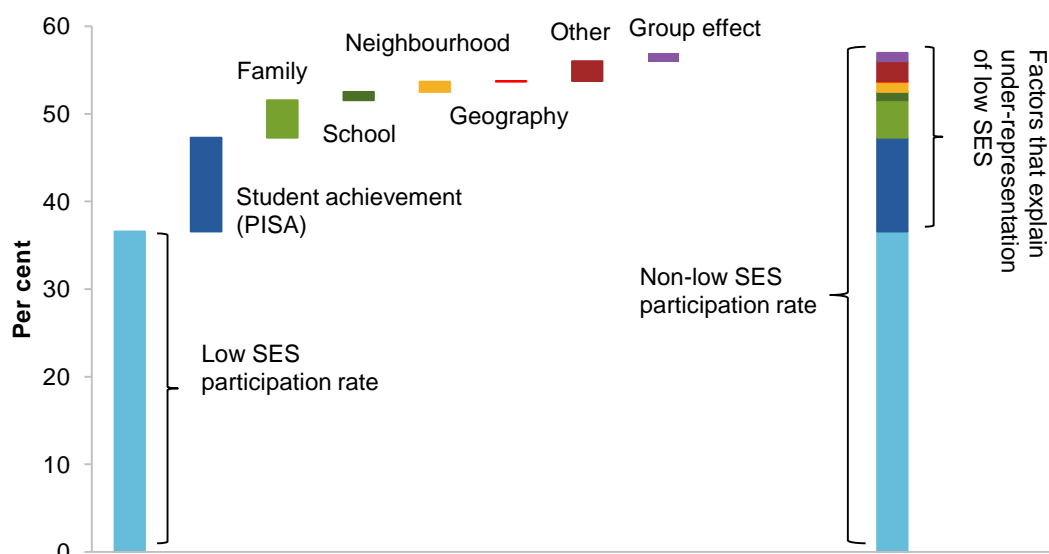 60
50
40
30
20
10
0
Per cent
Low SES
participation rate
Student achievement
(PISA)
Family
School
Neighbourhood
Geography
Other
Group effect
Non-low SES
participation rate
Factors that explain
under-representation
of low SES